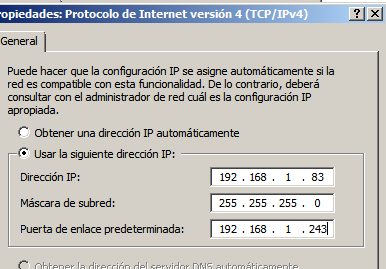 ropiedades: Protocolo de Internet versión 4 (TCP/IPv4)
General
Puede hacer que la configuración IP se asigne automáticamente si la
red es compatible con esta funcionalidad. De lo contrario, deberá
consultar con el administrador de red cuál es la configuración IP
apropiada.
Obtener una dirección IP automáticamente
Usar la siguiente dirección IP:
Dirección IP: 192 . 168 . 1 . 83
Máscara de subred: 255 . 255 . 255 . 0
Puerta de enlace predeterminada: 192 . 168 . 1 . 243
Obtener la dirección del servidor DNS automáticamente